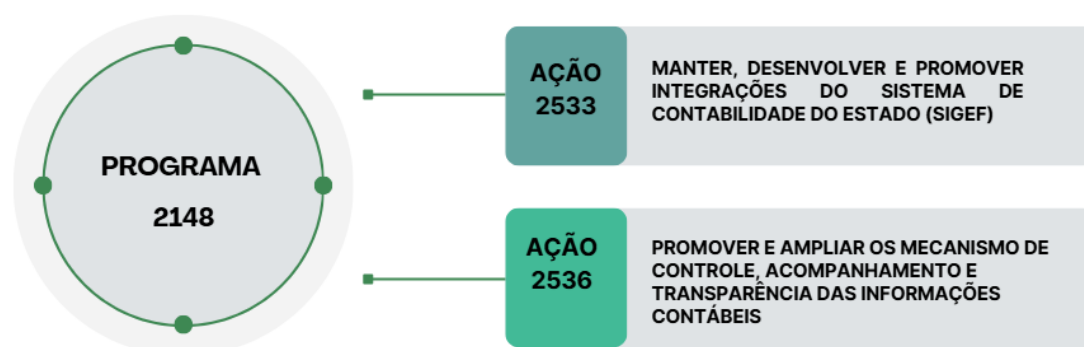 PROGRAMA
2148
AÇÃO
2533
MANTER, DESENVOLVER E PROMOVER
INTEGRAÇÕES DO SISTEMA DE
CONTABILIDADE DO ESTADO (SIGEF)
AÇÃO
2536
PROMOVER E AMPLIAR OS MECANISMO DE
CONTROLE, ACOMPANHAMENTO E
TRANSPARÊNCIA DAS INFORMAÇÕES
CONTÁBEIS